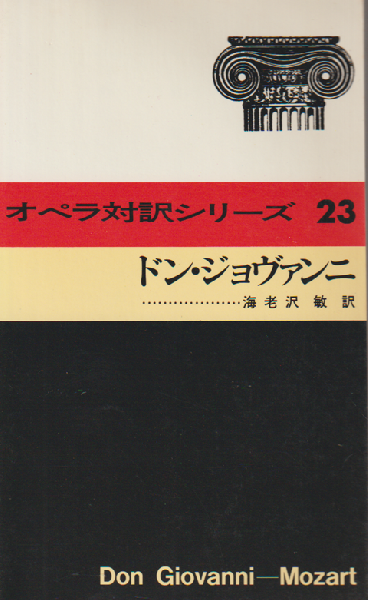 オペラ対訳シリーズ 23
ドン・ジョヴァンニ
…………………海老沢 敏 訳
Don Giovanni—Mozart